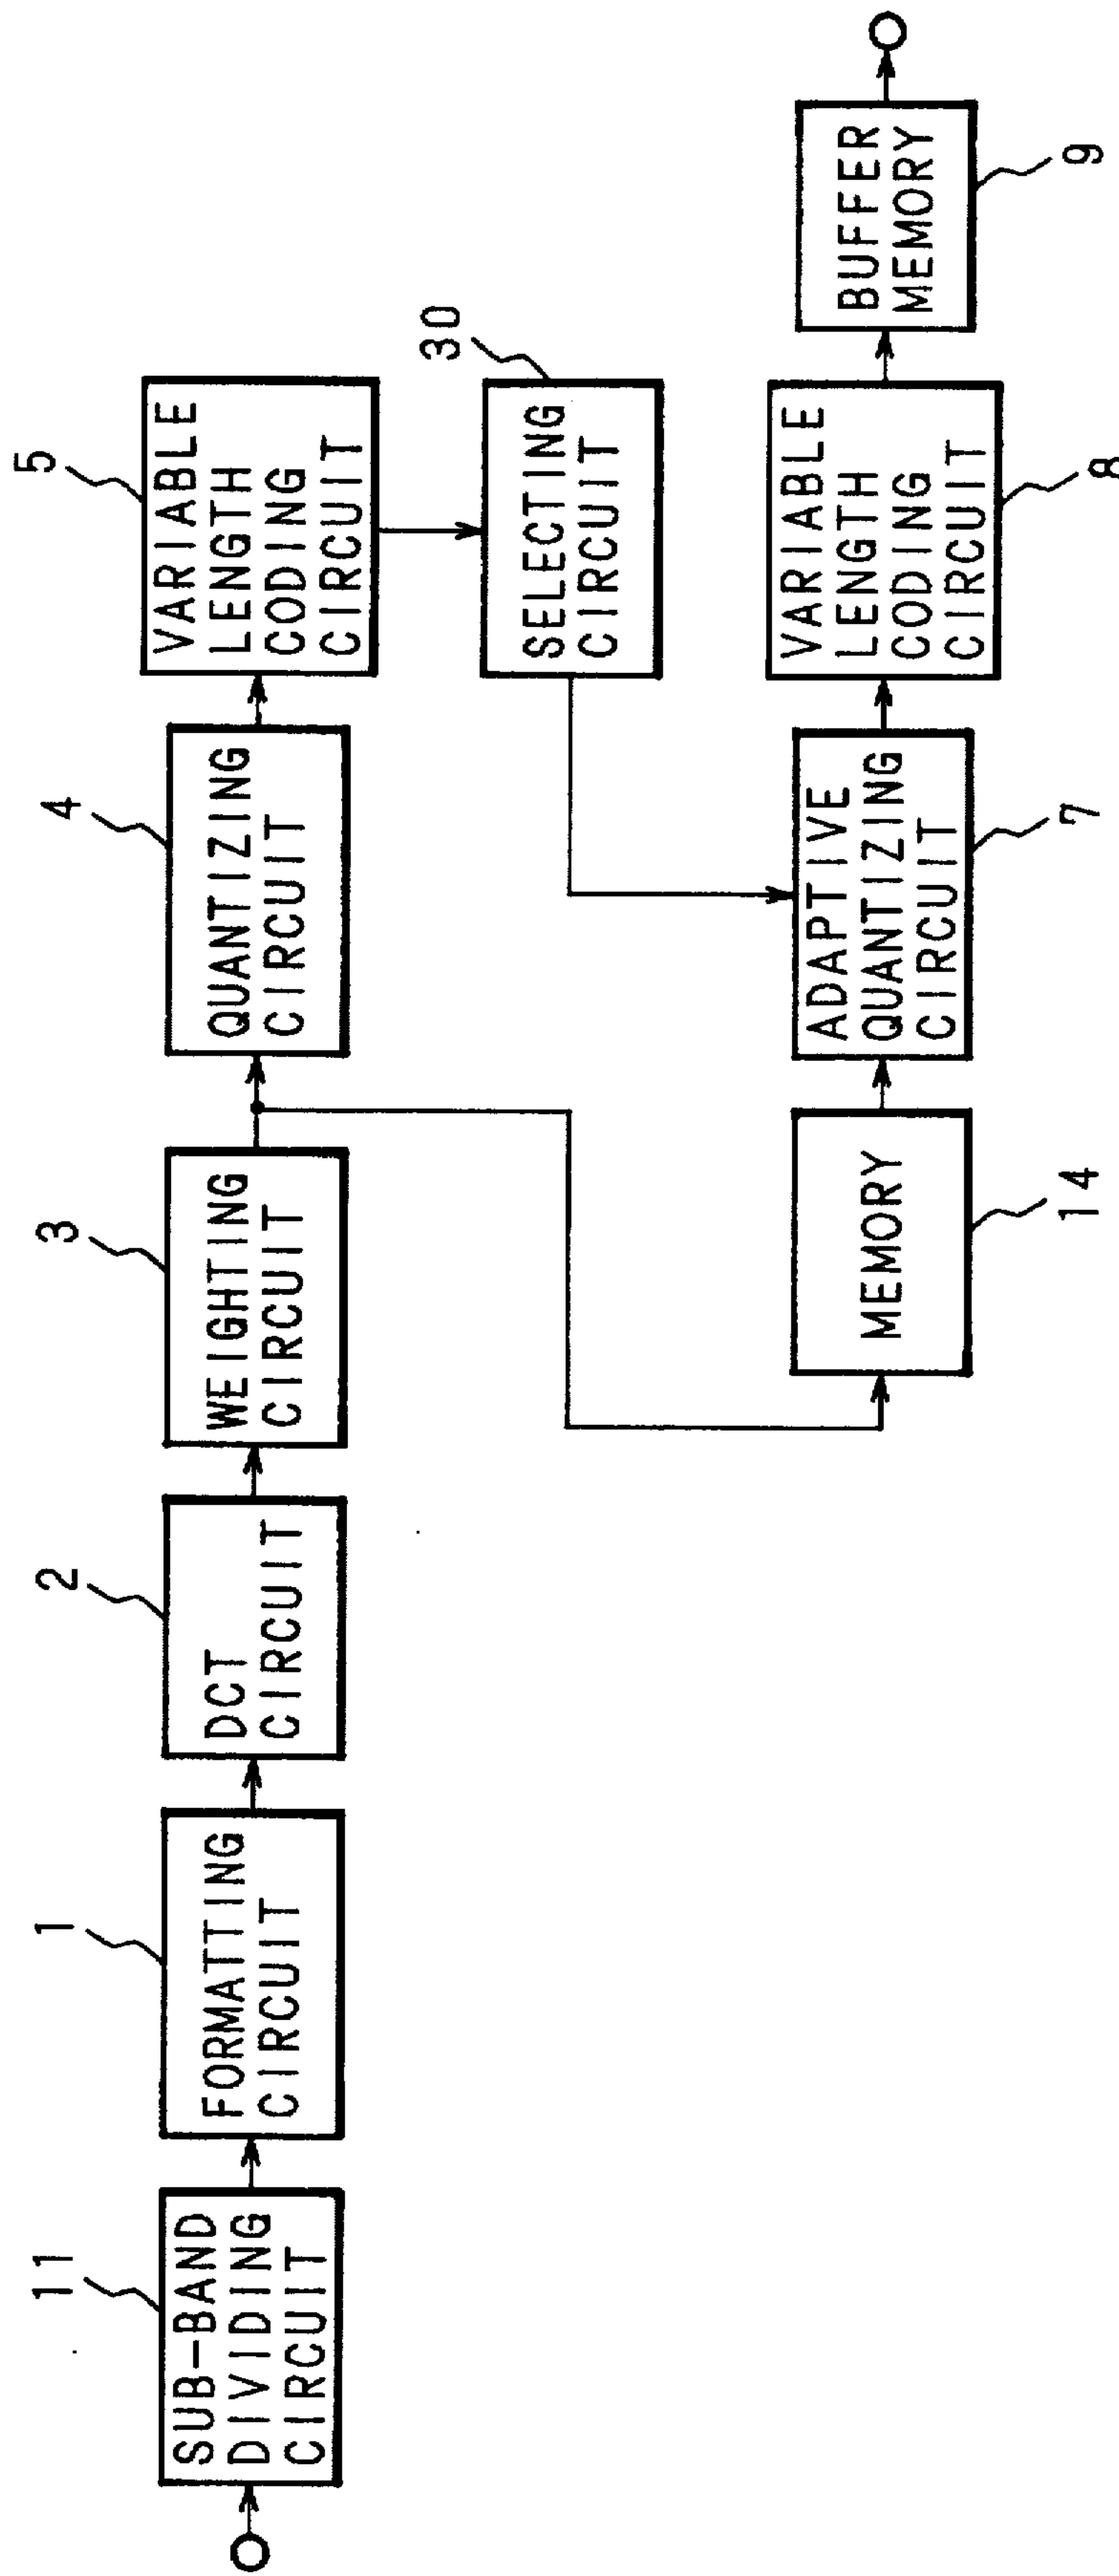 11
SUB-BAND
DIVIDING
CIRCUIT
1
FORMATTING
CIRCUIT
2
DCT
CIRCUIT
3
WEIGHTING
CIRCUIT
4
QUANTIZING
CIRCUIT
5
VARIABLE
LENGTH
CODING
CIRCUIT
30
SELECTING
CIRCUIT
MEMORY
14
ADAPTIVE
QUANTIZING
CIRCUIT
7
VARIABLE
LENGTH
CODING
CIRCUIT
8
BUFFER
MEMORY
9